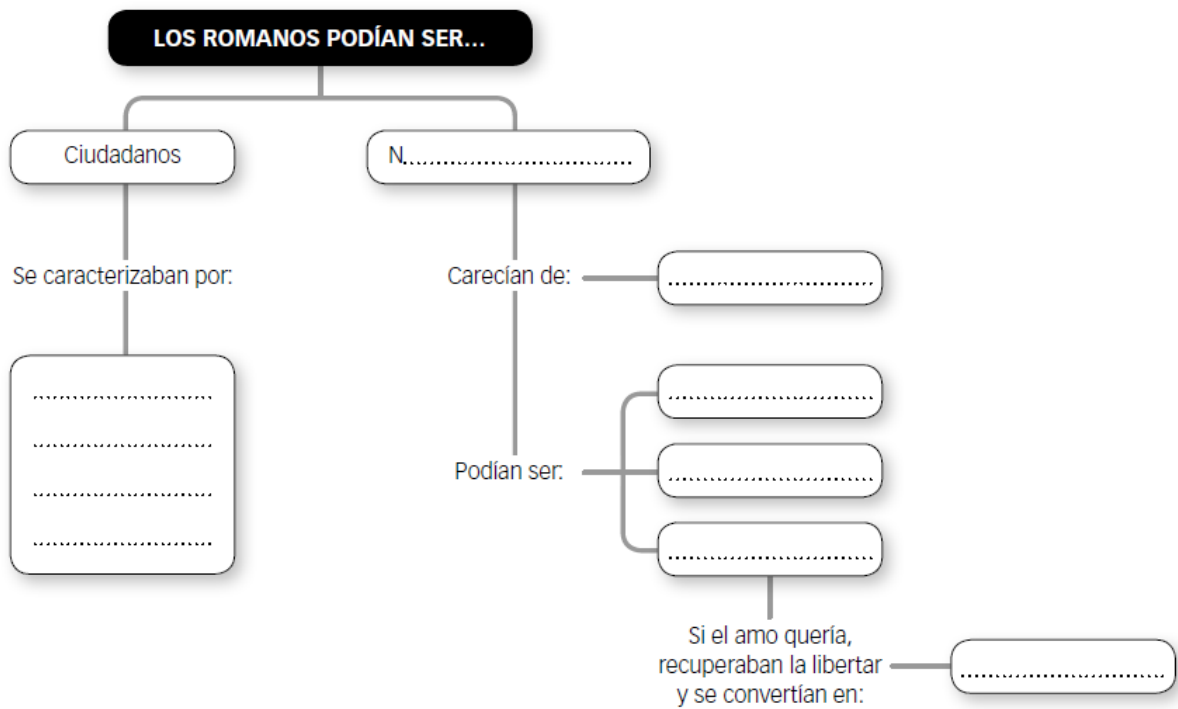 LOS ROMANOS PODÍAN SER...
Ciudadanos
N..............................
Se caracterizaban por:
..............................
..............................
..............................
..............................
Carecían de:
..............................
Podían ser:
..............................
..............................
..............................
Si el amo quería,
recuperaban la libertar
y se convertían en:
..............................